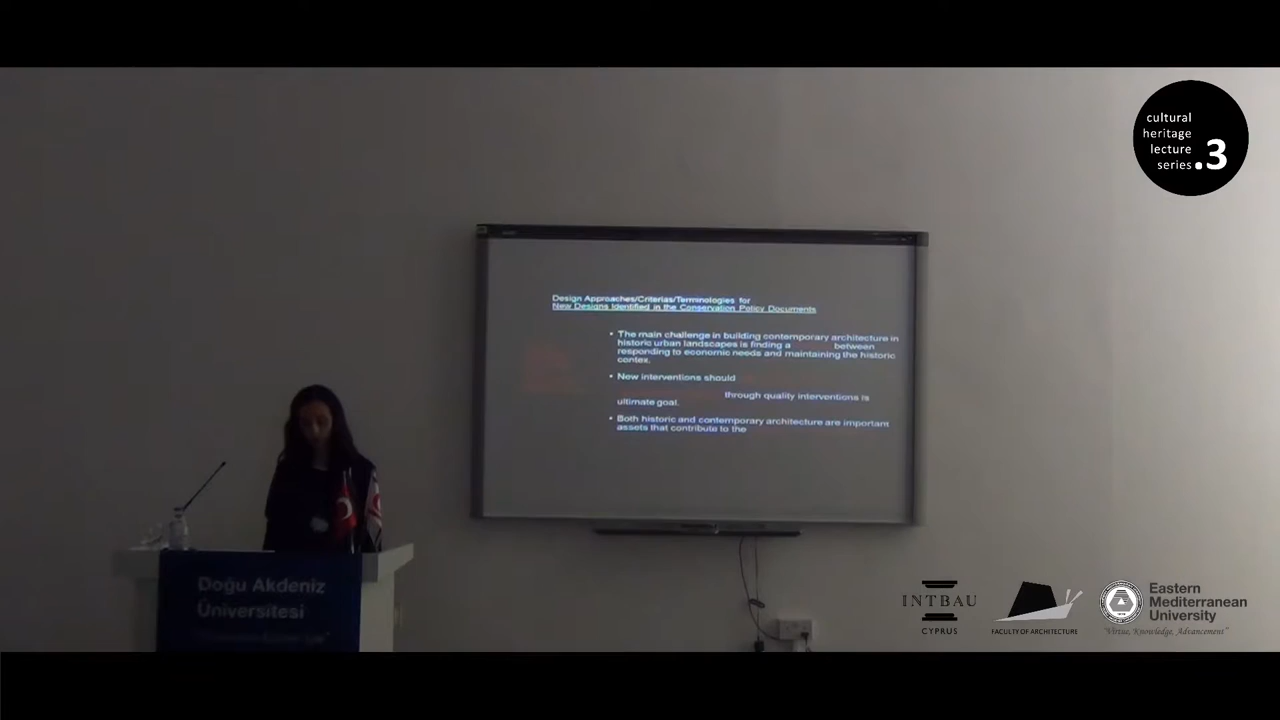 cultural
heritage
lecture
series.3
Design Approaches/Criterias/Terminologies for
New Designs Identified in the Conservation Policy Documents
• The main challenge in building contemporary architecture in
historic urban landscapes is finding a between
responding to economic needs and maintaining the historic
contex.
• New interventions should
through quality interventions is
ultimate goal.
• Both historic and contemporary architecture are important
assets that contribute to the
Doğu Akdeniz
Üniversitesi
INTBAU
CYPRUS
FACULTY OF ARCHITECTURE
Eastern
Mediterranean
University
"Virtue, Knowledge, Advancement"